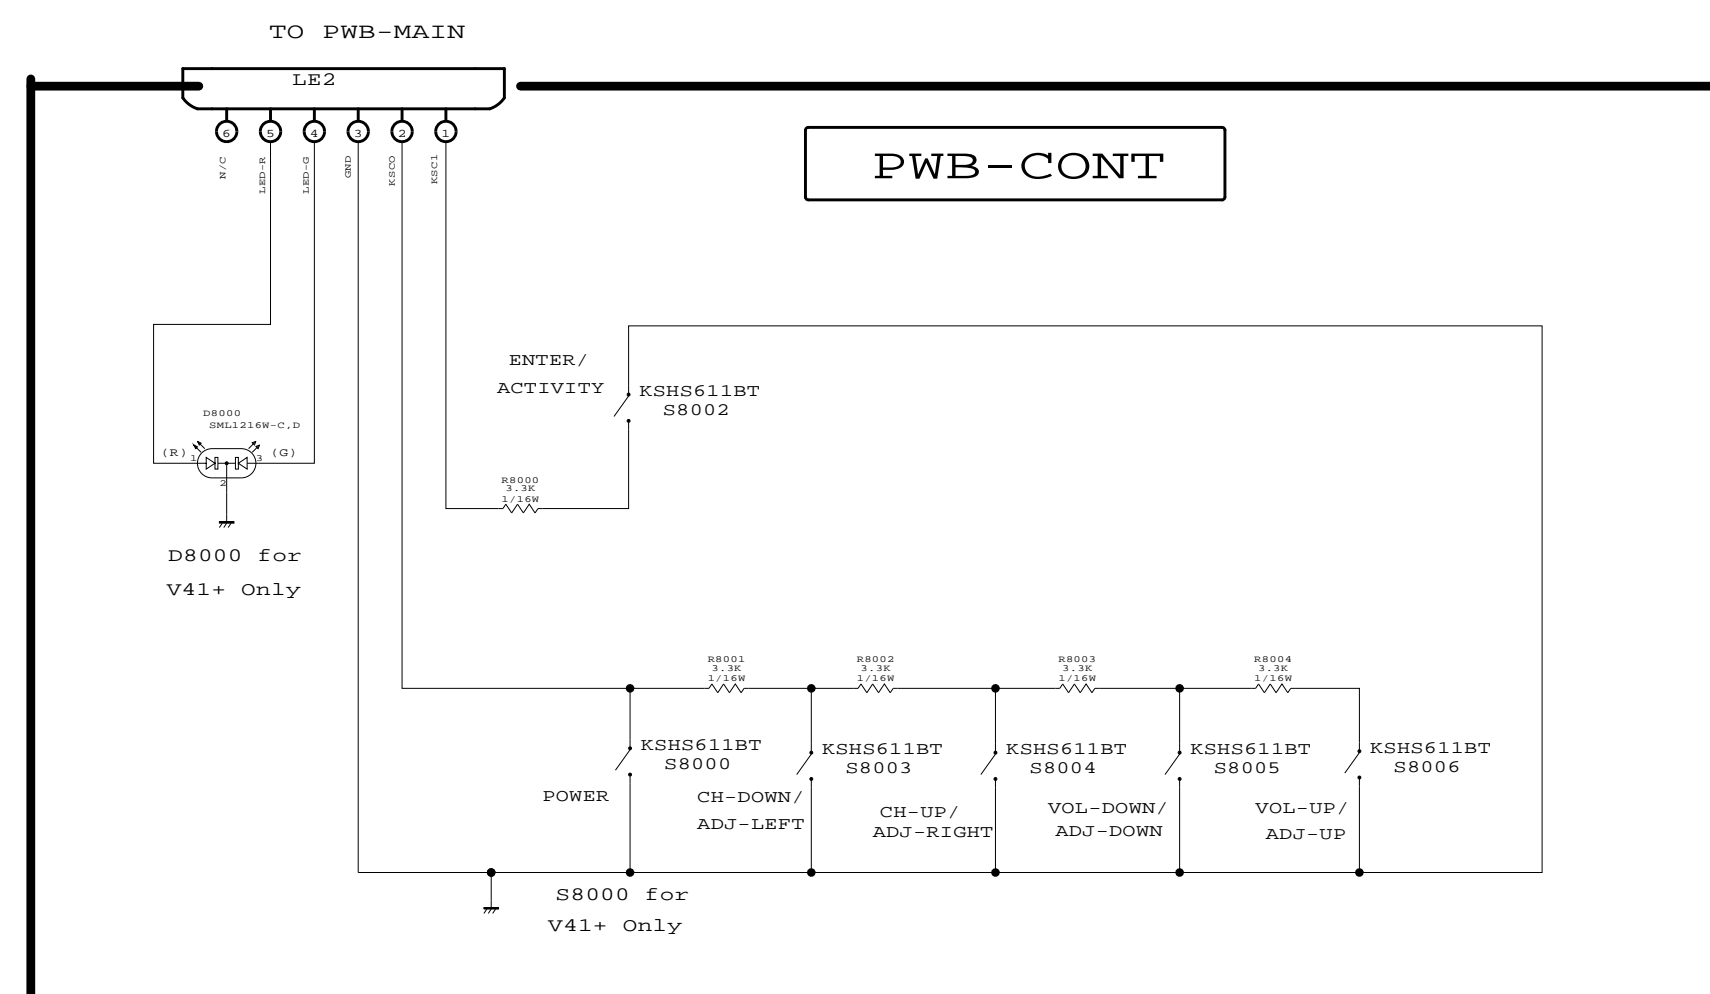 TO PWB-MAIN
LE2
6
5
4
3
2
1
N/C
LED-R
LED-G
GND
KSCO
KSC1
PWB-CONT
ENTER/
ACTIVITY
KSHS611BT
S8002
D8000
SML1216W-C,D
(R)
1
3
(G)
2
R8000
3.3K
1/16W
D8000 for
V41+ Only
R8001
3.3K
1/16W
R8002
3.3K
1/16W
R8003
3.3K
1/16W
R8004
3.3K
1/16W
KSHS611BT
S8000
POWER
KSHS611BT
S8003
CH-DOWN/
ADJ-LEFT
KSHS611BT
S8004
CH-UP/
ADJ-RIGHT
KSHS611BT
S8005
VOL-DOWN/
ADJ-DOWN
KSHS611BT
S8006
VOL-UP/
ADJ-UP
S8000 for
V41+ Only